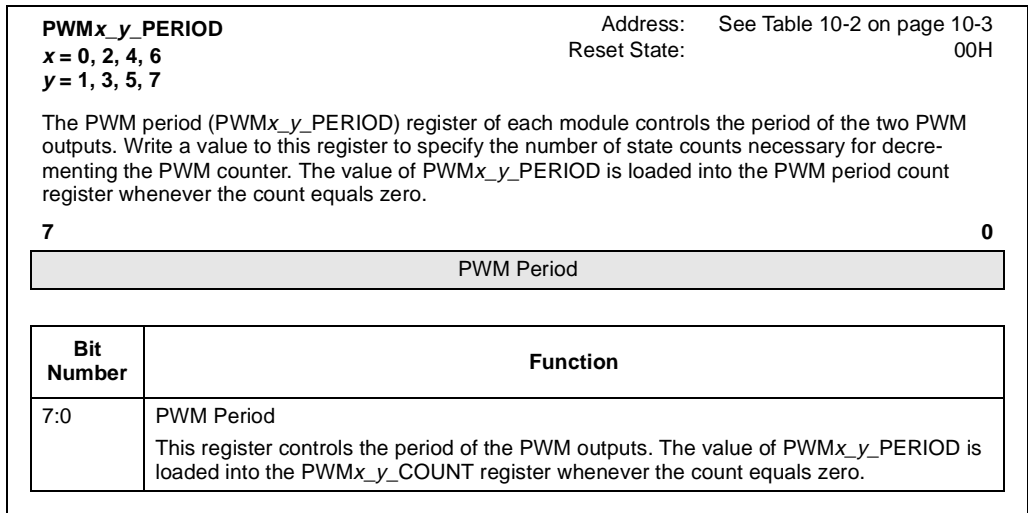 PWMx_y_PERIOD Address: See Table 10-2 on page 10-3
x = 0, 2, 4, 6 Reset State: 00H
y = 1, 3, 5, 7
The PWM period (PWMx_y_PERIOD) register of each module controls the period of the two PWM
outputs. Write a value to this register to specify the number of state counts necessary for decre-
menting the PWM counter. The value of PWMx_y_PERIOD is loaded into the PWM period count
register whenever the count equals zero.
7 0
PWM Period
Bit
Number
Function
7:0 PWM Period
This register controls the period of the PWM outputs. The value of PWMx_y_PERIOD is
loaded into the PWMx_y_COUNT register whenever the count equals zero.